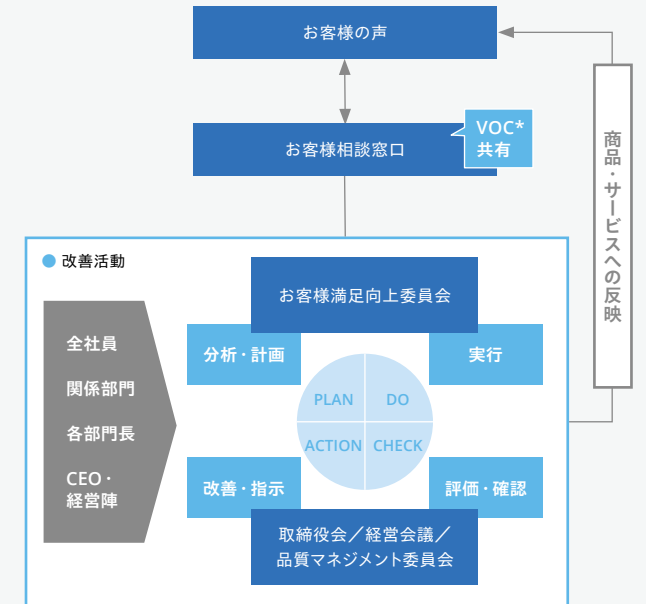 お客様の声
お客様相談窓口
VOC*
共有
商品・サービスへの反映
改善活動
全社員
関係部門
各部門長
CEO・
経営陣
お客様満足向上委員会
分析・計画
実行
PLAN
DO
ACTION
CHECK
改善・指示
評価・確認
取締役会／経営会議／
品質マネジメント委員会